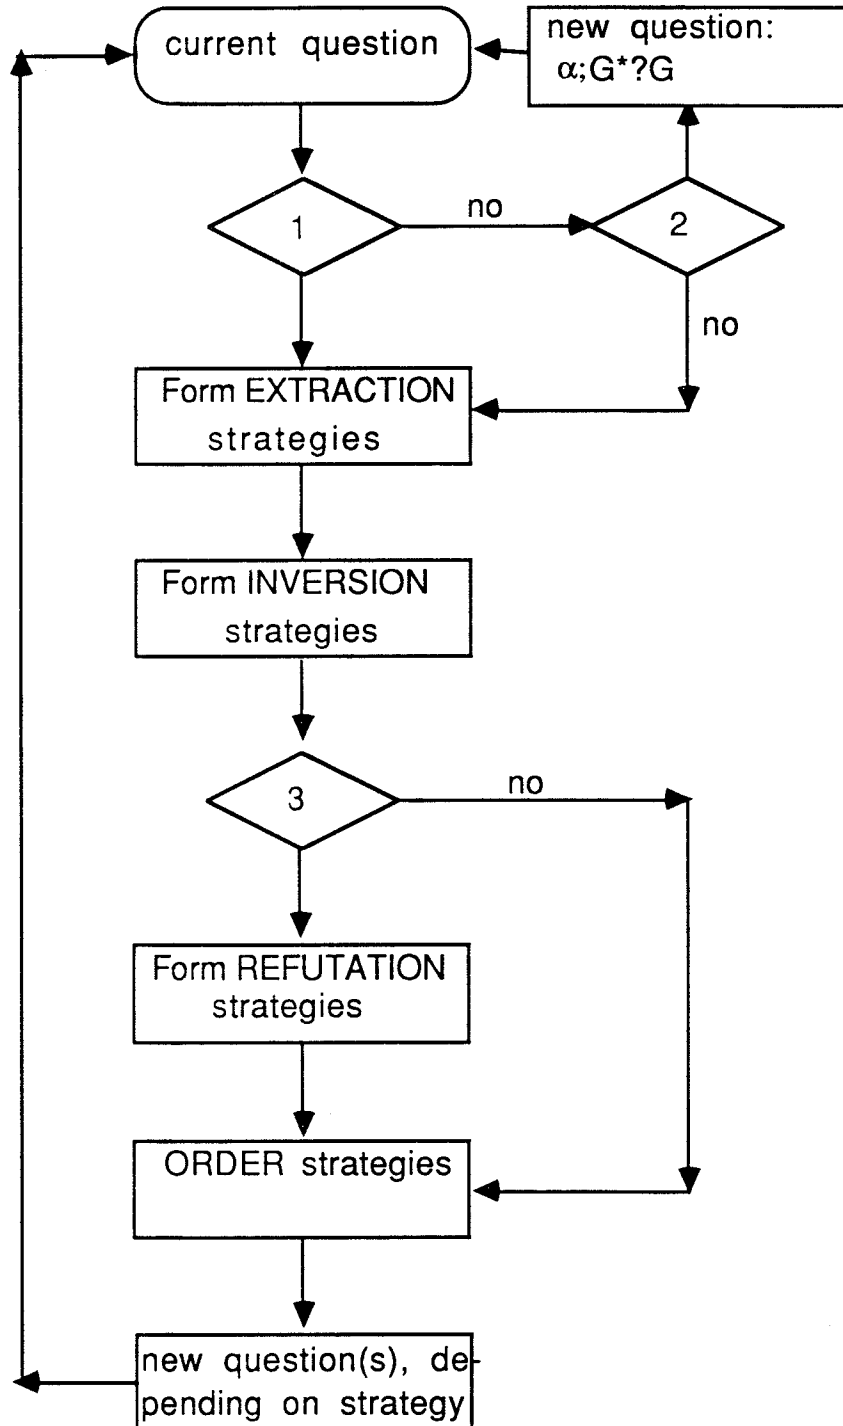 current question
new question:
α;G*?G
1
no
2
no
Form EXTRACTION
strategies
Form INVERSION
strategies
3
no
Form REFUTATION
strategies
ORDER strategies
new question(s), de-
pending on strategy